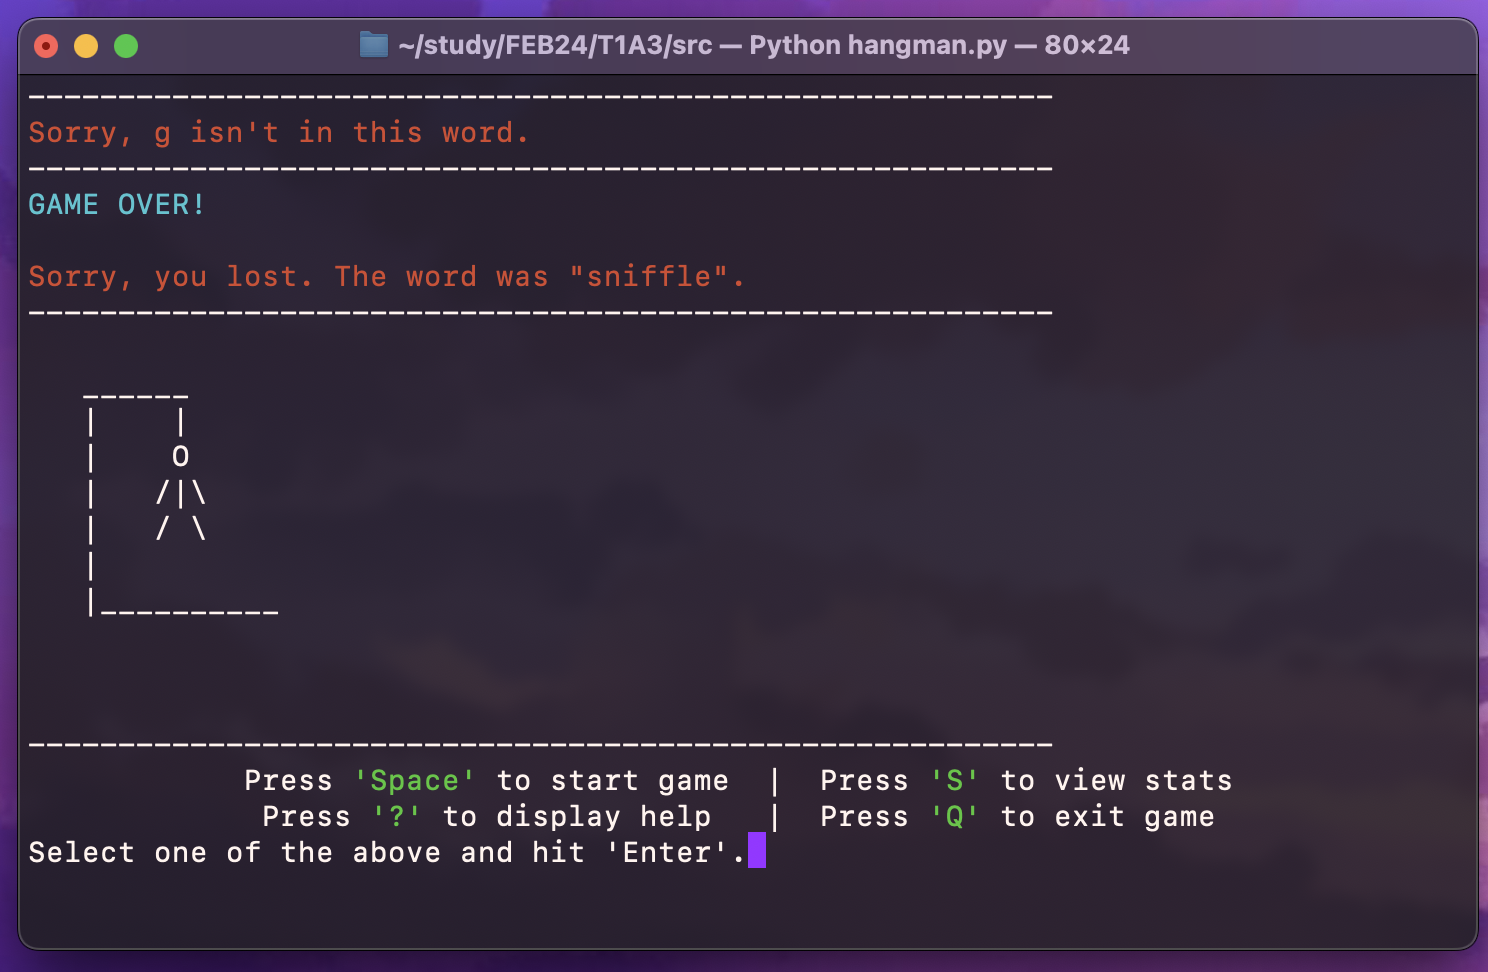 ~/study/FEB24/T1A3/src — Python hangman.py — 80×24
Sorry, g isn't in this word.
GAME OVER!
Sorry, you lost. The word was "sniffle".
O
Press 'Space' to start game | Press 'S' to view stats
Press '?' to display help | Press 'Q' to exit game
Select one of the above and hit 'Enter'.